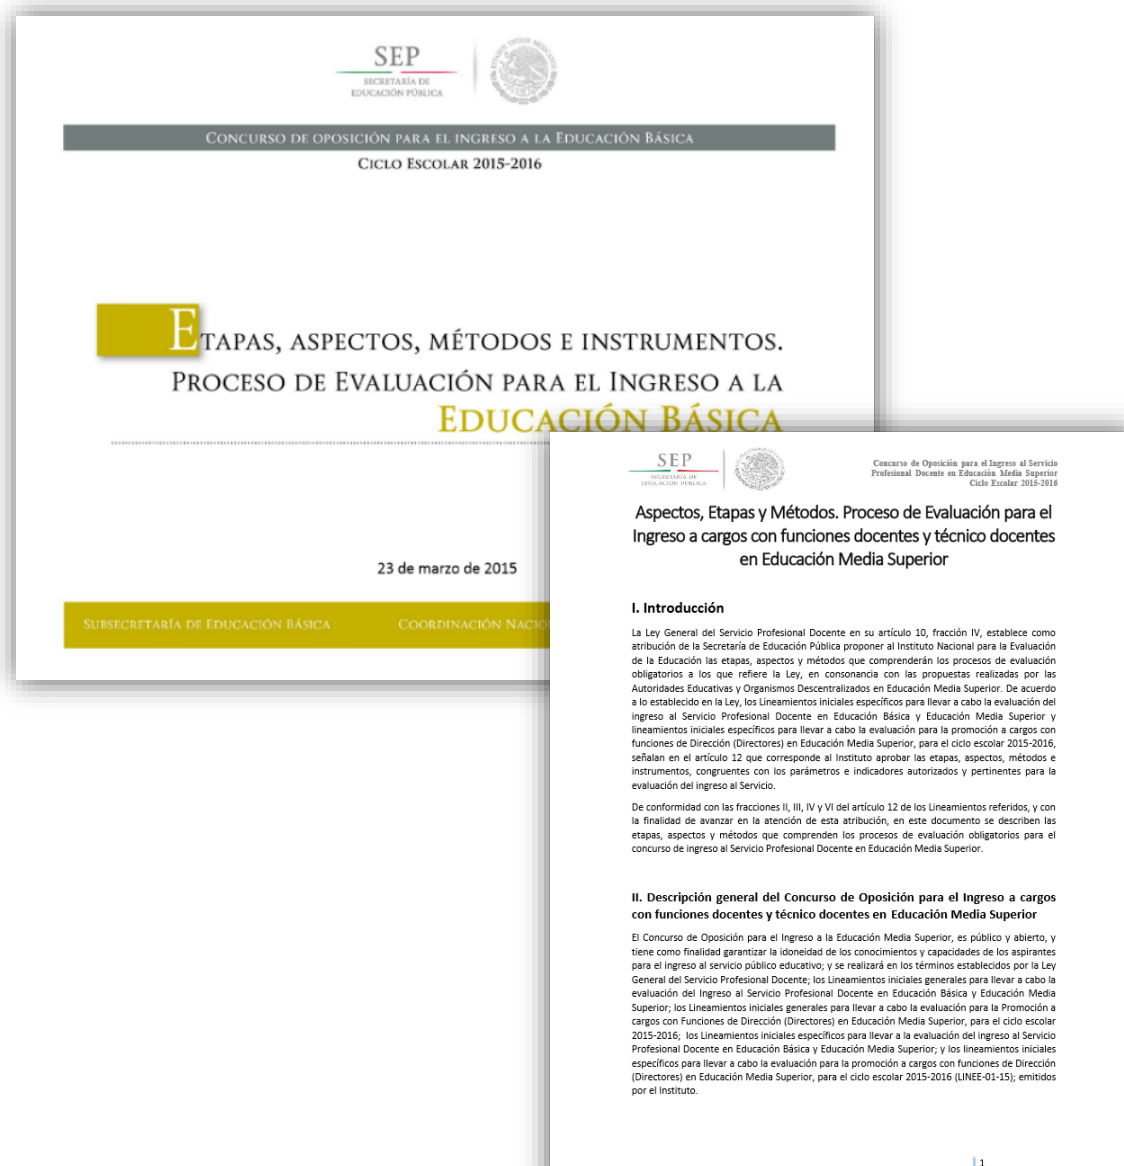 SEP
SECRETARÍA DE
EDUCACIÓN PÚBLICA
CONCURSO DE OPOSICIÓN PARA EL INGRESO A LA EDUCACIÓN BÁSICA
CICLO ESCOLAR 2015-2016
ETAPAS, ASPECTOS, MÉTODOS E INSTRUMENTOS.
PROCESO DE EVALUACIÓN PARA EL INGRESO A LA
EDUCACIÓN BÁSICA
23 de marzo de 2015
SUBSECRETARÍA DE EDUCACIÓN BÁSICA
COORDINACIÓN
SEP
SECRETARÍA DE
EDUCACIÓN PÚBLICA
Concurso de Oposición para el Ingreso al Servicio
Profesional Docente en Educación Media Superior
Ciclo Escolar 2015-2016
Aspectos, Etapas y Métodos. Proceso de Evaluación para el
Ingreso a cargos con funciones docentes y técnico docentes
en Educación Media Superior
I. Introducción
La Ley General del Servicio Profesional Docente en su artículo 10, fracción IV, establece como
atribución de la Secretaría de Educación Pública proponer al Instituto Nacional para la Evaluación
de la Educación las etapas, aspectos y métodos que comprenderán los procesos de evaluación
obligatorios a los que refiere la Ley, en consonancia con las propuestas realizadas por las
Autoridades Educativas y Organismos Descentralizados en Educación Media Superior. De acuerdo
a lo establecido en la Ley, los Lineamientos iniciales específicos para llevar a cabo la evaluación del
ingreso al Servicio Profesional Docente en Educación Básica y Educación Media Superior y
lineamientos iniciales específicos para llevar a cabo la evaluación para la promoción a cargos con
funciones de Dirección (Directores) en Educación Media Superior, para el ciclo escolar 2015-2016,
señalan en el artículo 12 que corresponde al Instituto aprobar las etapas, aspectos, métodos e
instrumentos, congruentes con los parámetros e indicadores autorizados y pertinentes para la
evaluación del ingreso al Servicio.
De conformidad con las fracciones II, III, IV y VI del artículo 12 de los Lineamientos referidos, y con
la finalidad de avanzar en la atención de esta atribución, en este documento se describen las
etapas, aspectos y métodos que comprenden los procesos de evaluación obligatorios para el
concurso de ingreso al Servicio Profesional Docente en Educación Media Superior.
II. Descripción general del Concurso de Oposición para el Ingreso a cargos
con funciones docentes y técnico docentes en Educación Media Superior
El Concurso de Oposición para el Ingreso a la Educación Media Superior, es público y abierto, y
tiene como finalidad garantizar la idoneidad de los conocimientos y capacidades de los aspirantes
para el ingreso al servicio público educativo; y se realizará en los términos establecidos por la Ley
General del Servicio Profesional Docente; los Lineamientos iniciales generales para llevar a cabo la
evaluación del Ingreso al Servicio Profesional Docente en Educación Básica y Educación Media
Superior; los Lineamientos iniciales generales para llevar a cabo la evaluación para la Promoción a
cargos con Funciones de Dirección (Directores) en Educación Media Superior, para el ciclo escolar
2015-2016; los Lineamientos iniciales específicos para llevar a la evaluación del ingreso al Servicio
Profesional Docente en Educación Básica y Educación Media Superior; y los lineamientos iniciales
específicos para llevar a cabo la evaluación para la promoción a cargos con funciones de Dirección
(Directores) en Educación Media Superior, para el ciclo escolar 2015-2016 (LINEE-01-15); emitidos
por el Instituto.
1